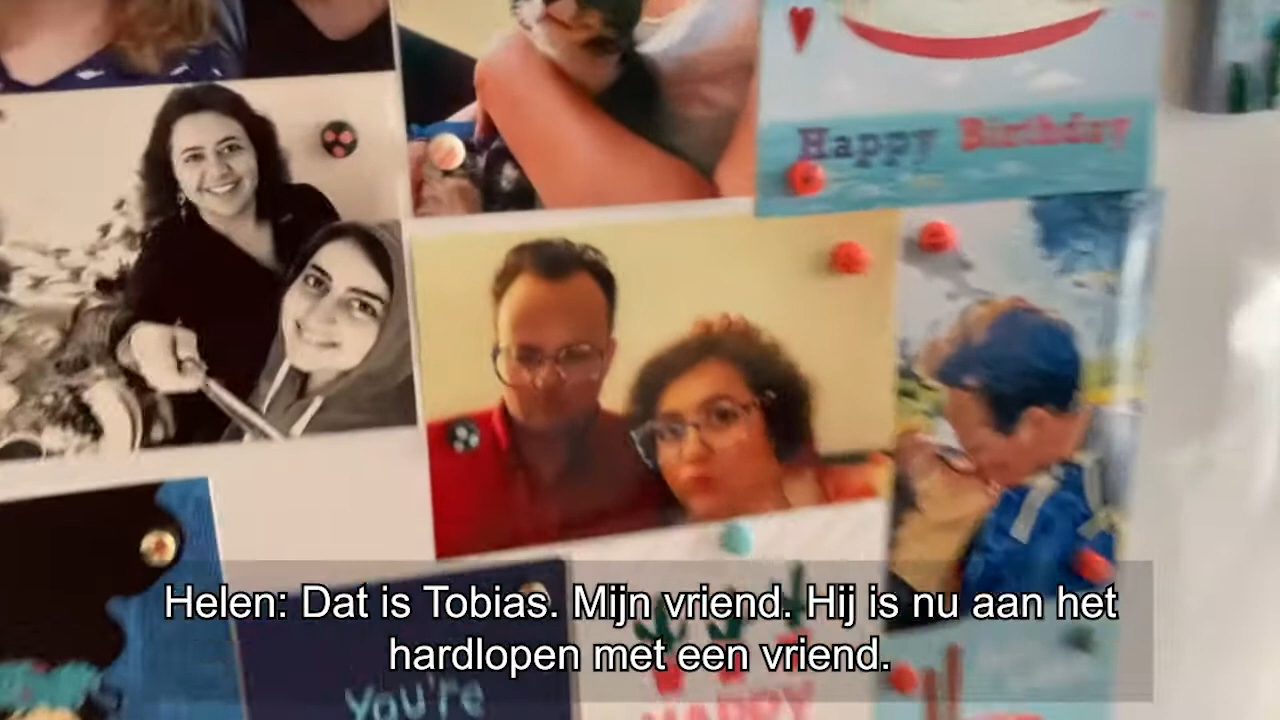 Happy Birthday
Helen: Dat is Tobias. Mijn vriend. Hij is nu aan het
hardlopen met een vriend.
You're
HAPPY